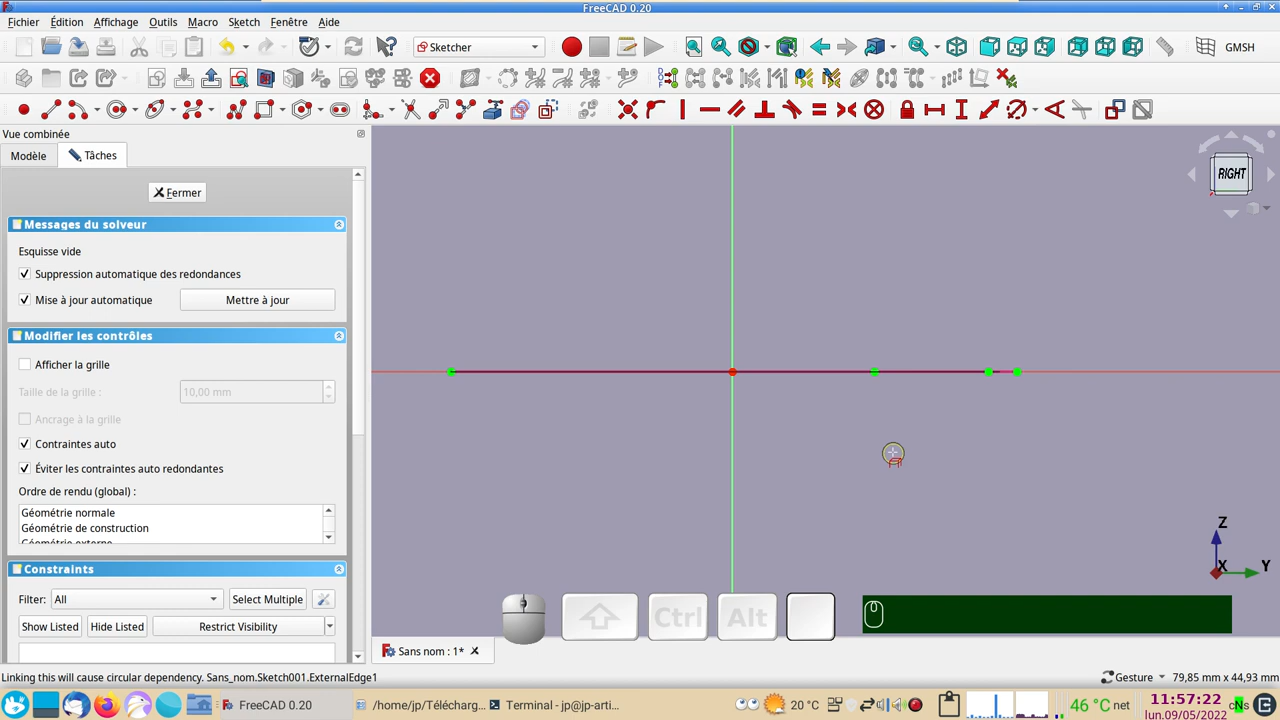 FreeCAD 0.20
Fichier Édition Affichage Outils Macro Sketch Fenêtre Aide
Sketcher
GMSH
Vue combinée
Modèle Tâches
Fermer
Messages du solveur
Esquisse vide
Suppression automatique des redondances
Mise à jour automatique Mettre à jour
Modifier les contrôles
Afficher la grille
Taille de la grille : 10,00 mm
Ancrage à la grille
Contraintes auto
Éviter les contraintes auto redondantes
Ordre de rendu (global) :
Géométrie normale
Géométrie de construction
Géométrie externe
Constraints
Filter: All Select Multiple
Show Listed Hide Listed Restrict Visibility
RIGHT
Z
X Y
Ctrl Alt
Sans nom : 1*
Linking this will cause circular dependency. Sans_nom.Sketch001.ExternalEdge1 Gesture 79,85 mm x 44,93 mm
FreeCAD 0.20 /home/jp/Télécharg... Terminal - jp@jp-arti... 20 °C 46 °C net 11:57:22 cNs
lun.09/05/2022